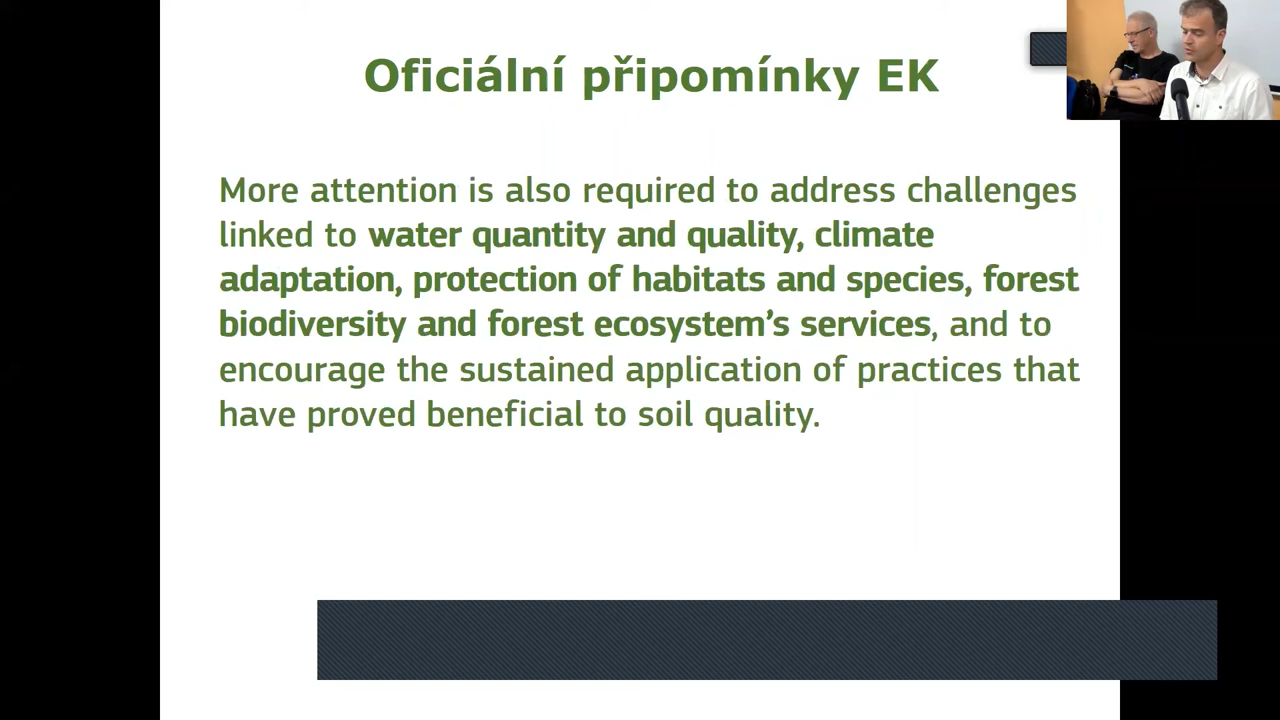 Oficiální připomínky EK
More attention is also required to address challenges
linked to water quantity and quality, climate
adaptation, protection of habitats and species, forest
biodiversity and forest ecosystem’s services, and to
encourage the sustained application of practices that
have proved beneficial to soil quality.